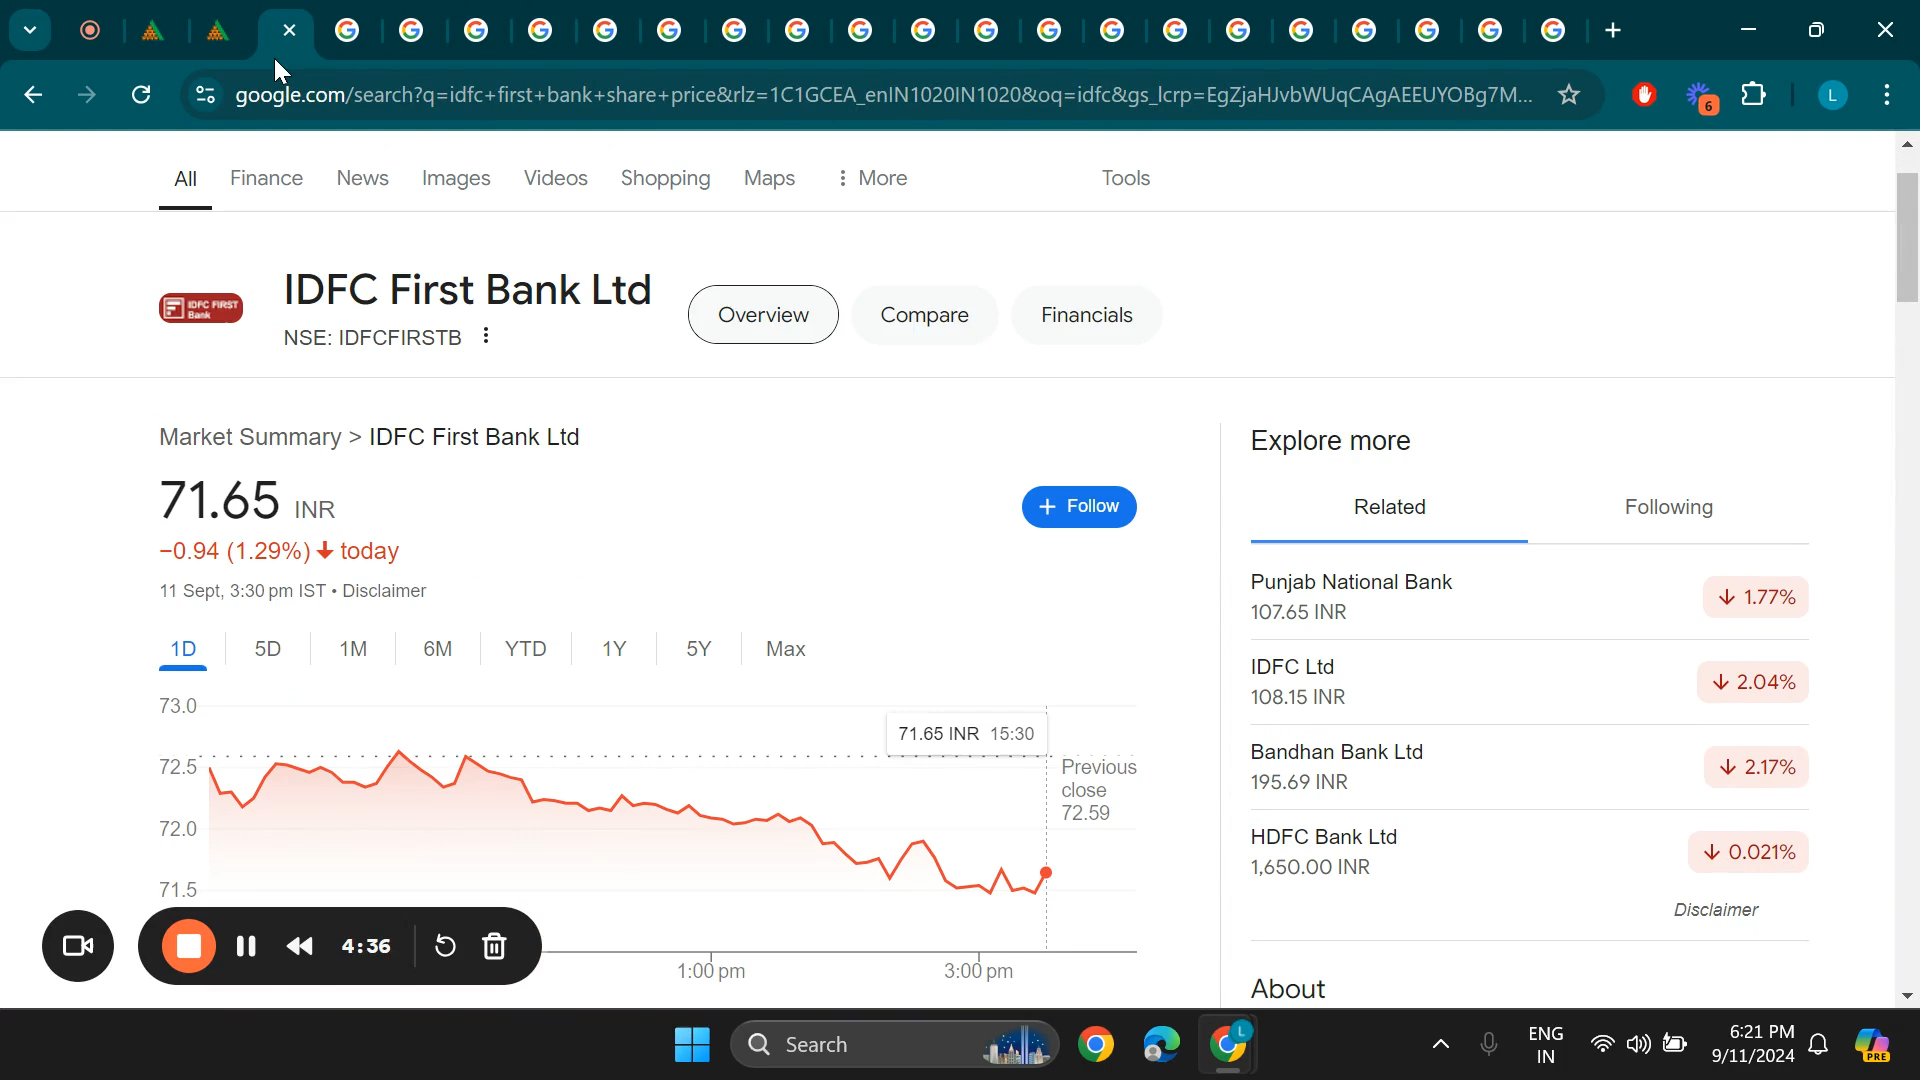 google.com/search?q=idfc+first+bank+share+price&rlz=1C1GCEA_enIN1020IN1020&oq=idfc&gs_lcrp=EgZjaHJvbWUqCAgAEEUYOBg7M...
6
L
All Finance News Images Videos Shopping Maps More Tools
IDFC FIRST
Bank
IDFC First Bank Ltd
NSE: IDFCFIRSTB
Overview Compare Financials
Market Summary > IDFC First Bank Ltd
71.65 INR
−0.94 (1.29%) today
11 Sept, 3:30 pm IST • Disclaimer
+ Follow
1D 5D 1M 6M YTD 1Y 5Y Max
73.0
72.5
72.0
71.5
71.65 INR 15:30
Previous
close
72.59
1:00 pm 3:00 pm
Explore more
Related Following
Punjab National Bank
107.65 INR
1.77%
IDFC Ltd
108.15 INR
2.04%
Bandhan Bank Ltd
195.69 INR
2.17%
HDFC Bank Ltd
1,650.00 INR
0.021%
Disclaimer
About
4:36
Search
L
ENG
IN
6:21 PM
9/11/2024
PRE